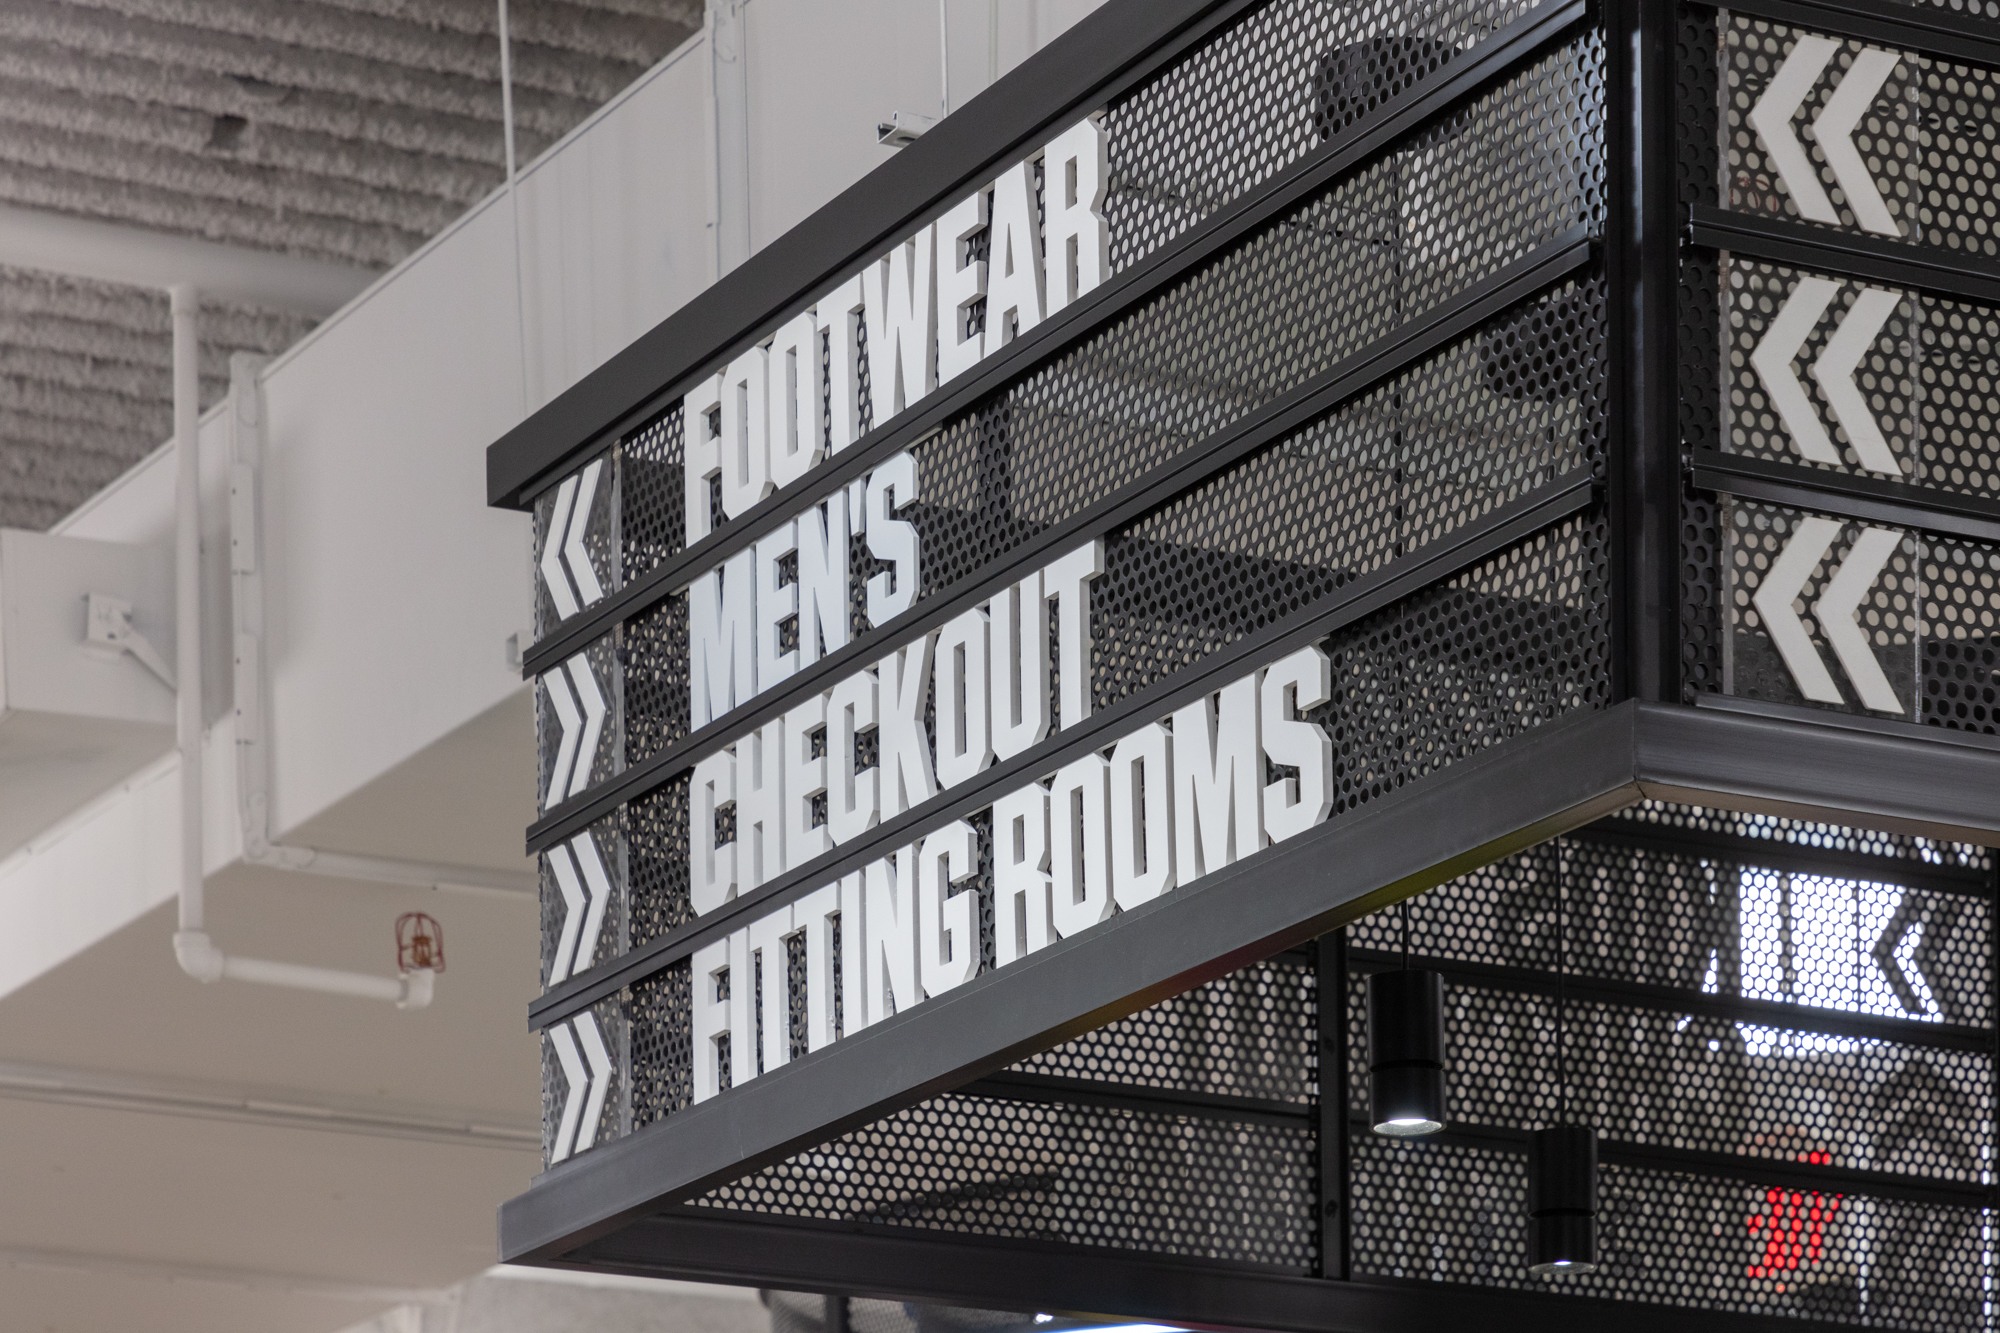 FOOTWEAR
MEN'S
CHECKOUT
FITTING ROOMS